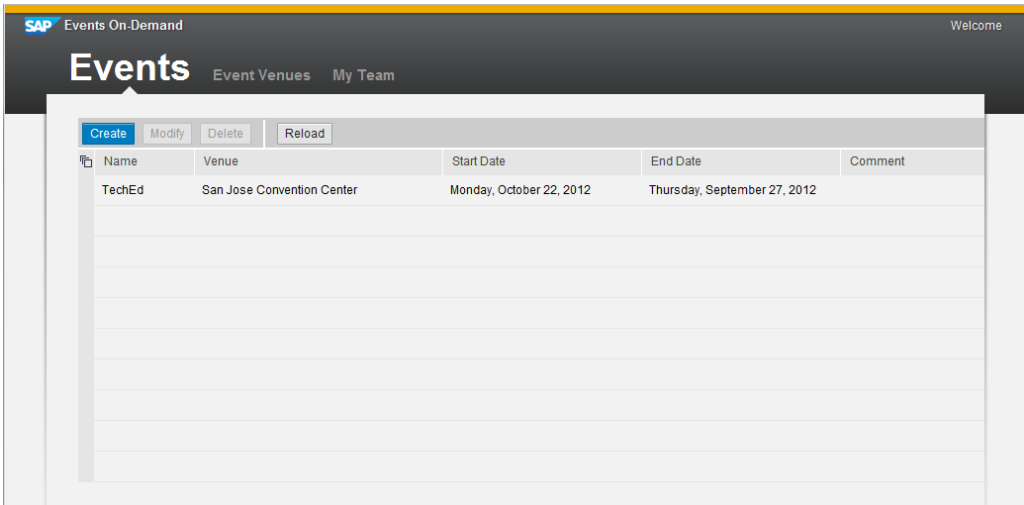 SAP Events On-Demand Welcome
Events Event Venues My Team
Create Modify Delete Reload
Name Venue Start Date End Date Comment
TechEd San Jose Convention Center Monday, October 22, 2012 Thursday, September 27, 2012